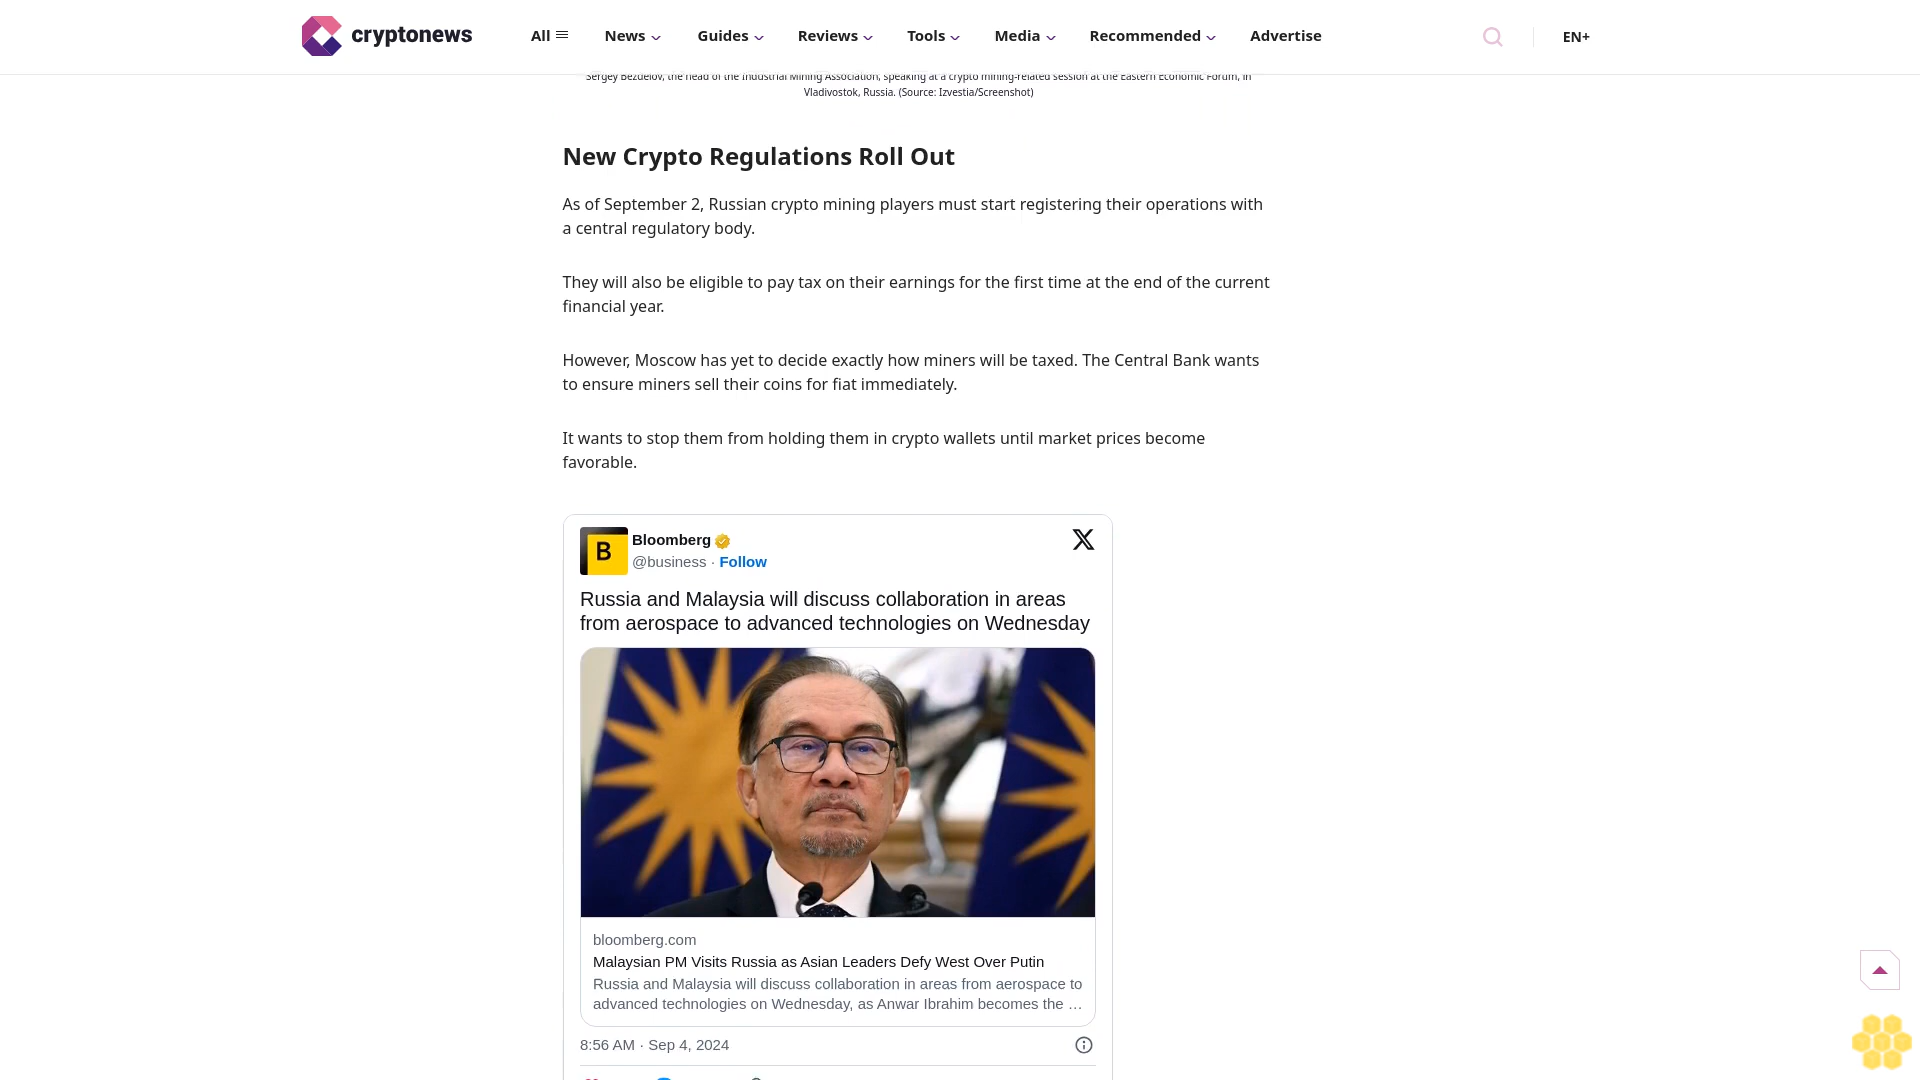 cryptonews
All
News
Guides
Reviews
Tools
Media
Recommended
Advertise
EN+
Sergey Bezdelov, the head of the Industrial Mining Association, speaking at a crypto mining-related session at the Eastern Economic Forum, in
Vladivostok, Russia. (Source: Izvestia/Screenshot)
New Crypto Regulations Roll Out
As of September 2, Russian crypto mining players must start registering their operations with
a central regulatory body.
They will also be eligible to pay tax on their earnings for the first time at the end of the current
financial year.
However, Moscow has yet to decide exactly how miners will be taxed. The Central Bank wants
to ensure miners sell their coins for fiat immediately.
It wants to stop them from holding them in crypto wallets until market prices become
favorable.
B
Bloomberg
@business · Follow
Russia and Malaysia will discuss collaboration in areas
from aerospace to advanced technologies on Wednesday
bloomberg.com
Malaysian PM Visits Russia as Asian Leaders Defy West Over Putin
Russia and Malaysia will discuss collaboration in areas from aerospace to
advanced technologies on Wednesday, as Anwar Ibrahim becomes the …
8:56 AM · Sep 4, 2024